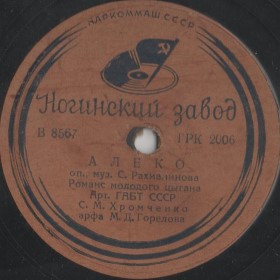 НАРКОММАШ СССР
Ногинский завод
В 8567 ГРК 2006
АЛЕКО
оп., муз. С. Рахманинова
Романс молодого цыгана
Арт. ГАБТ СССР
С. М. Хромченко
арфа М. Д. Горелова